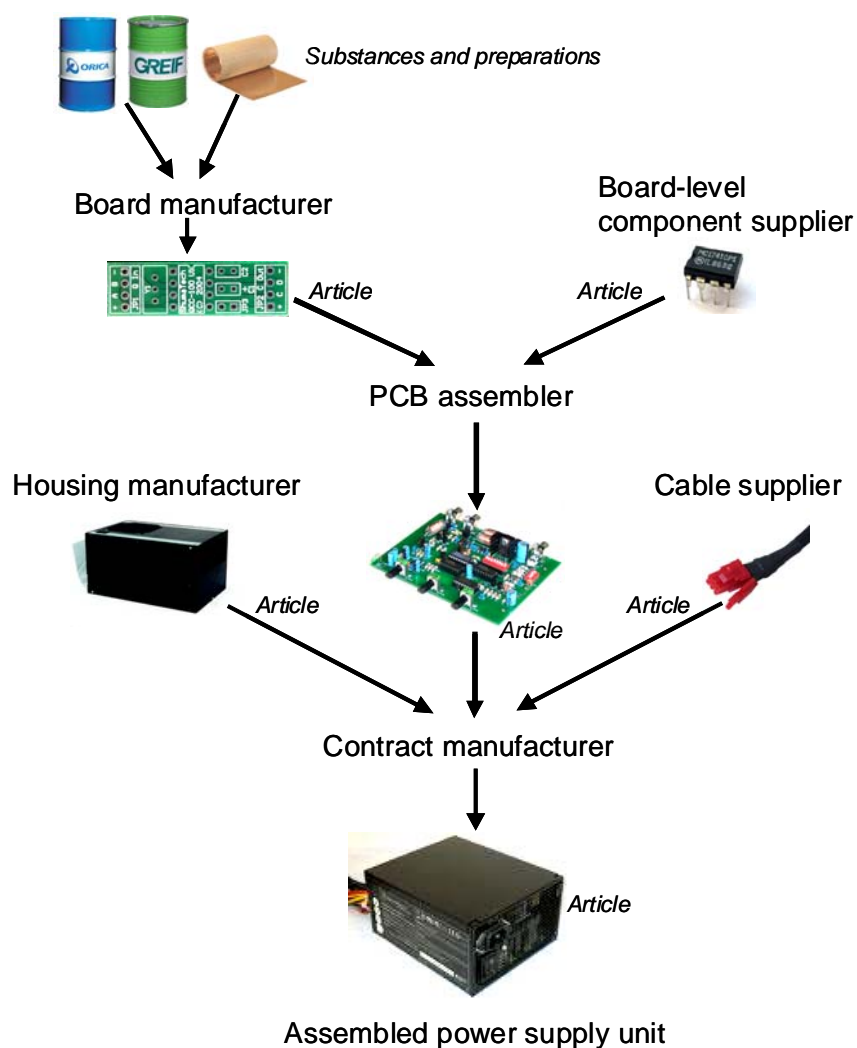 Substances and preparations
ORICA
GREIF
Board manufacturer
Board-level
component supplier
Article
Article
PCB assembler
Housing manufacturer
Cable supplier
Article
Article
Article
Contract manufacturer
Article
Assembled power supply unit